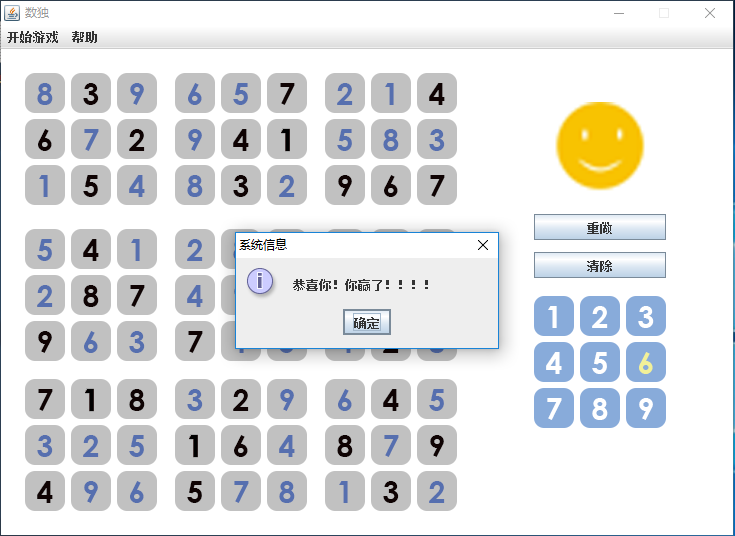 数独
开始游戏 帮助
8 3 9 6 5 7 2 1 4
6 7 2 9 4 1 5 8 3
1 5 4 8 3 2 9 6 7
重做
清除
5 4 1 2
系统信息
2 8 7 4
恭喜你！你赢了！！！！
9 6 3 7
确定
1 2 3
4 5 6
7 8 9
7 1 8 3 2 9 6 4 5
3 2 5 1 6 4 8 7 9
4 9 6 5 7 8 1 3 2